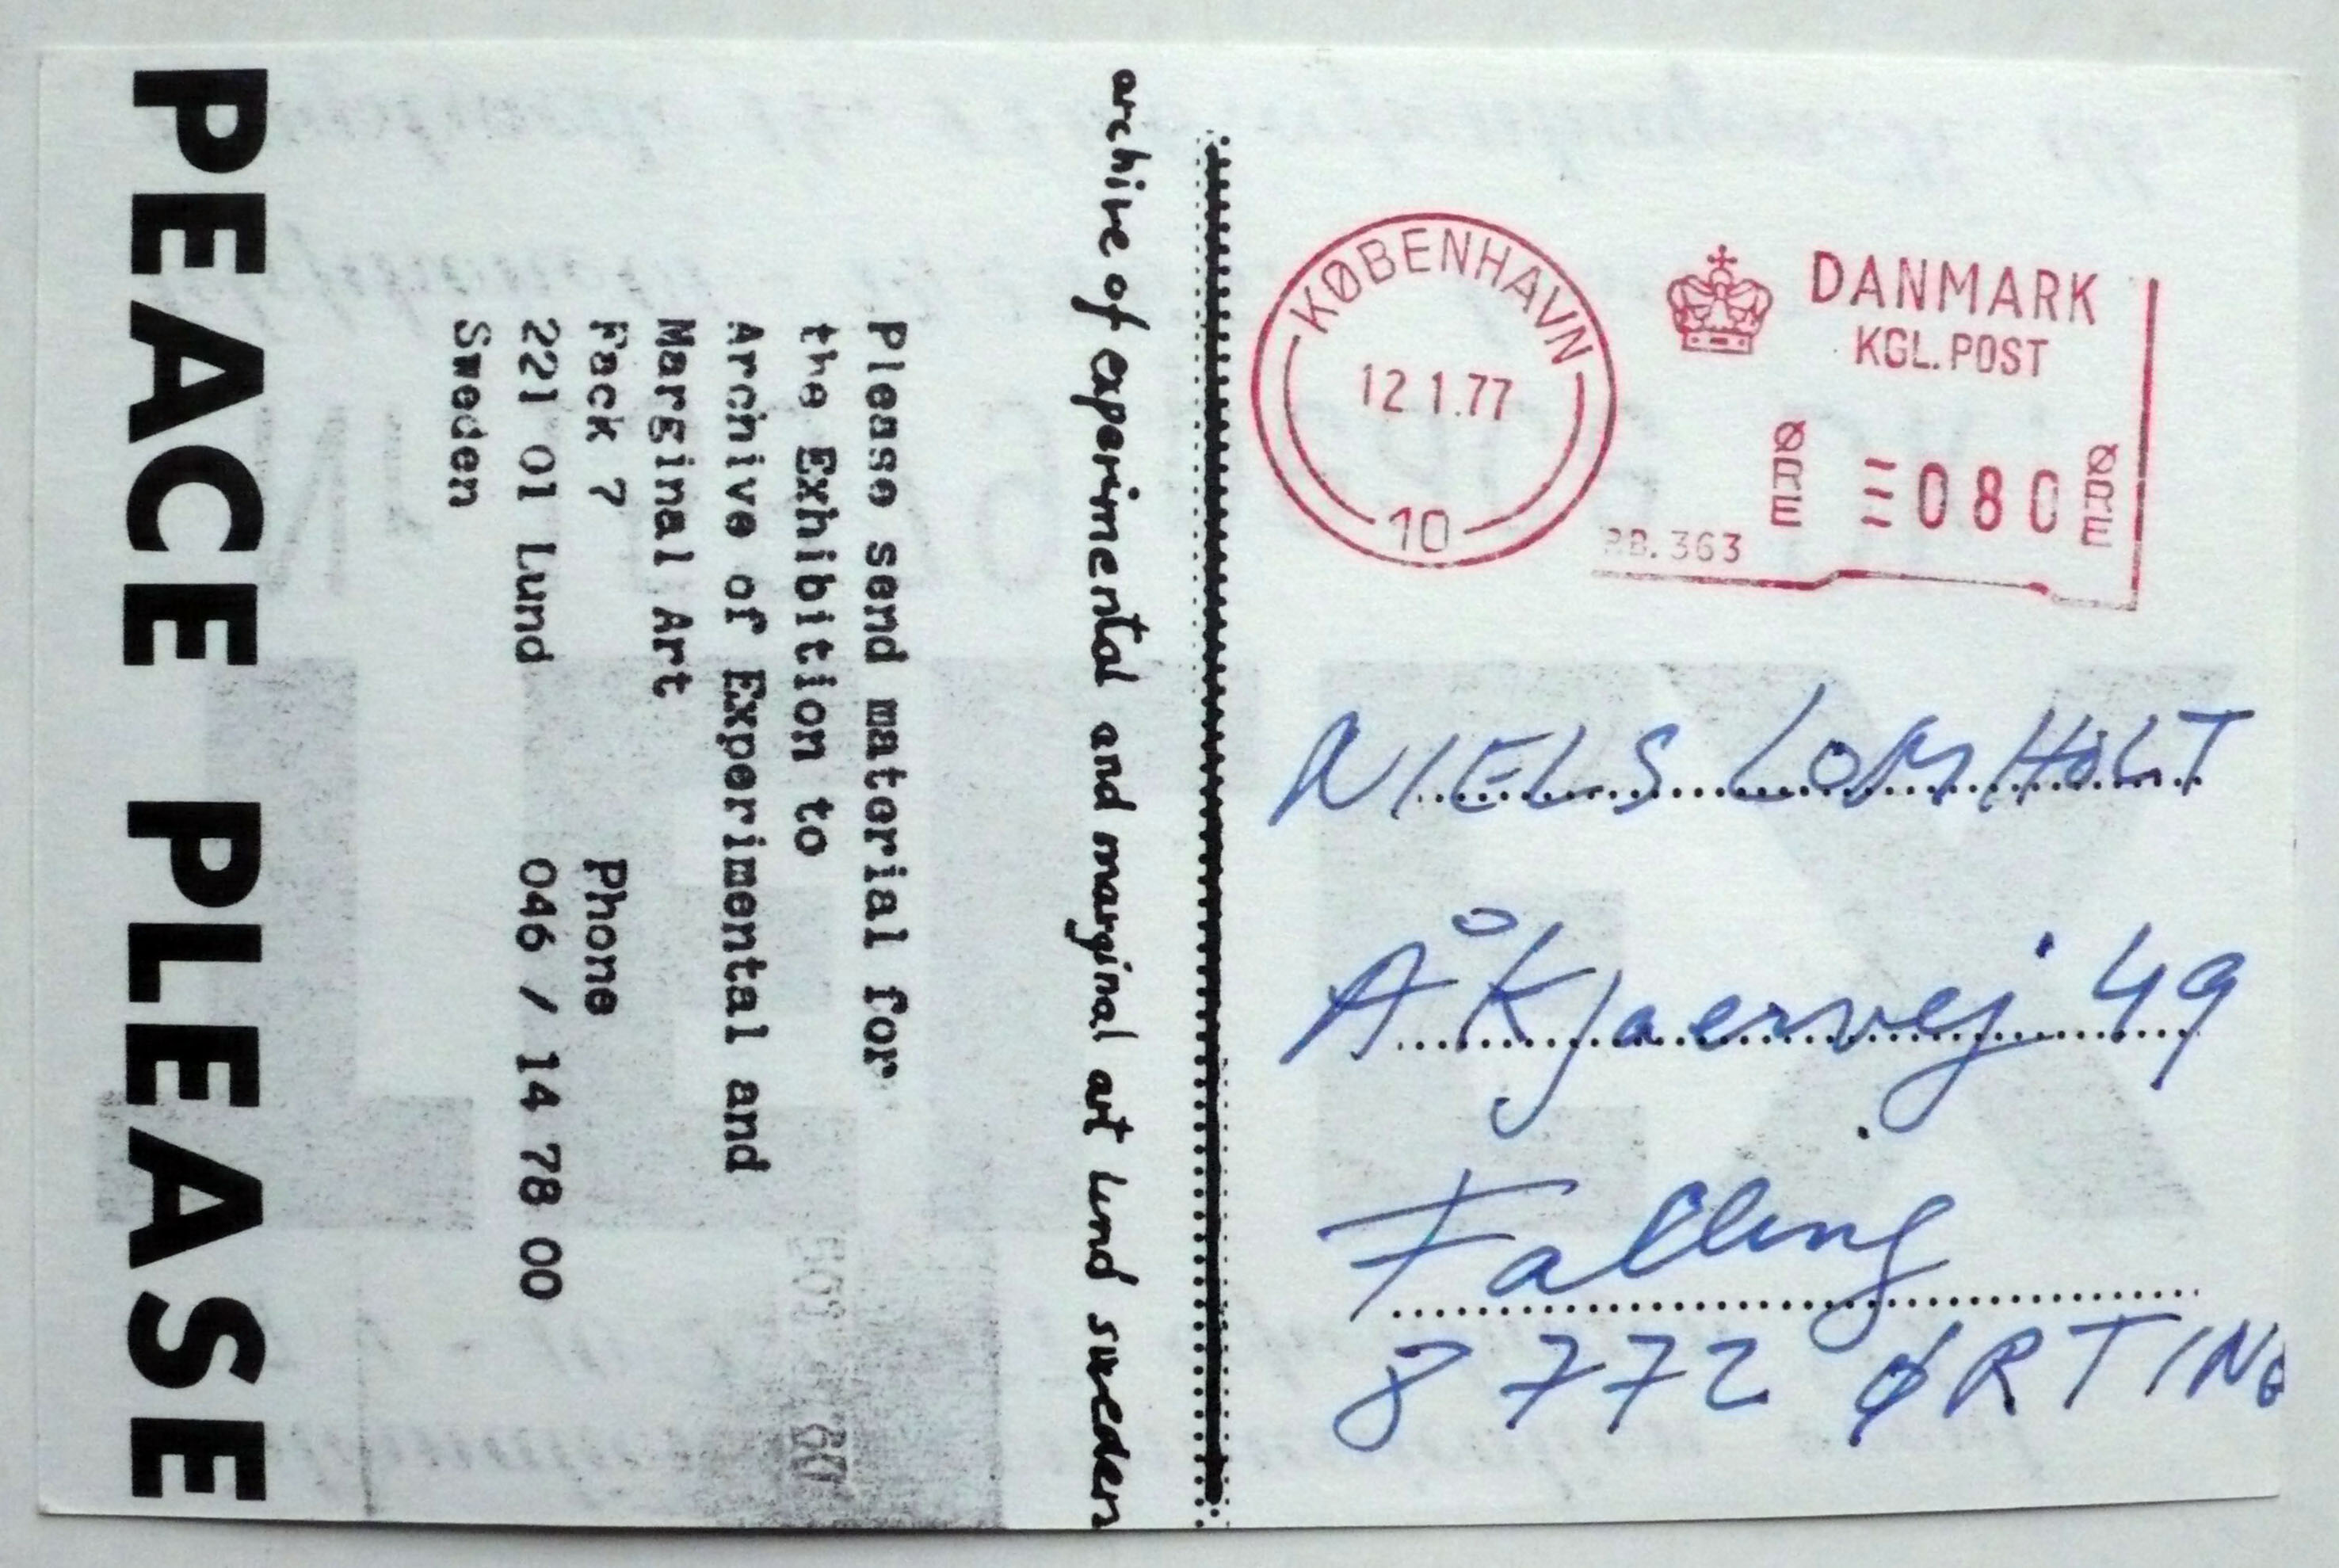 PEACE PLEASE
Please send material for
the Exhibition to
Archive of Experimental and
Marginal Art
Fack 7 Phone
221 01 Lund 046 / 14 78 00
Sweden
archive of experimental and marginal art lund sweden
KØBENHAVN
12 1.77
10
DANMARK
KGL. POST
ØRE =080 ØRE
PB. 363
NIELS LOMHOLT
ÅKjaervej 49
Falling
8772 ØRTING